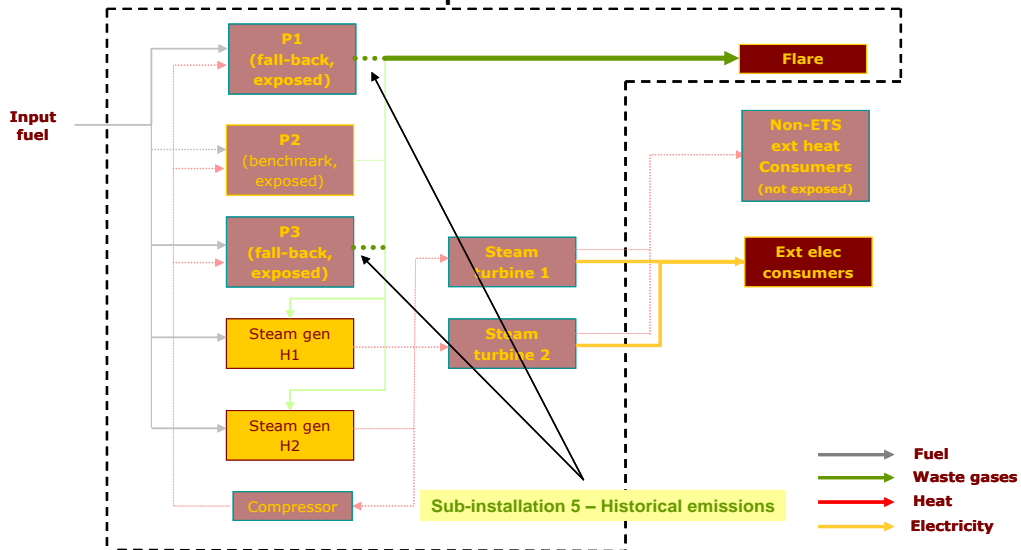 P1
(fall-back,
exposed)
Flare
Input
fuel
P2
(benchmark,
exposed)
Non-ETS
ext heat
Consumers
(not exposed)
P3
(fall-back,
exposed)
Steam
turbine 1
Ext elec
consumers
Steam gen
H1
Steam
turbine 2
Steam gen
H2
Compressor
Sub-installation 5 – Historical emissions
Fuel
Waste gases
Heat
Electricity